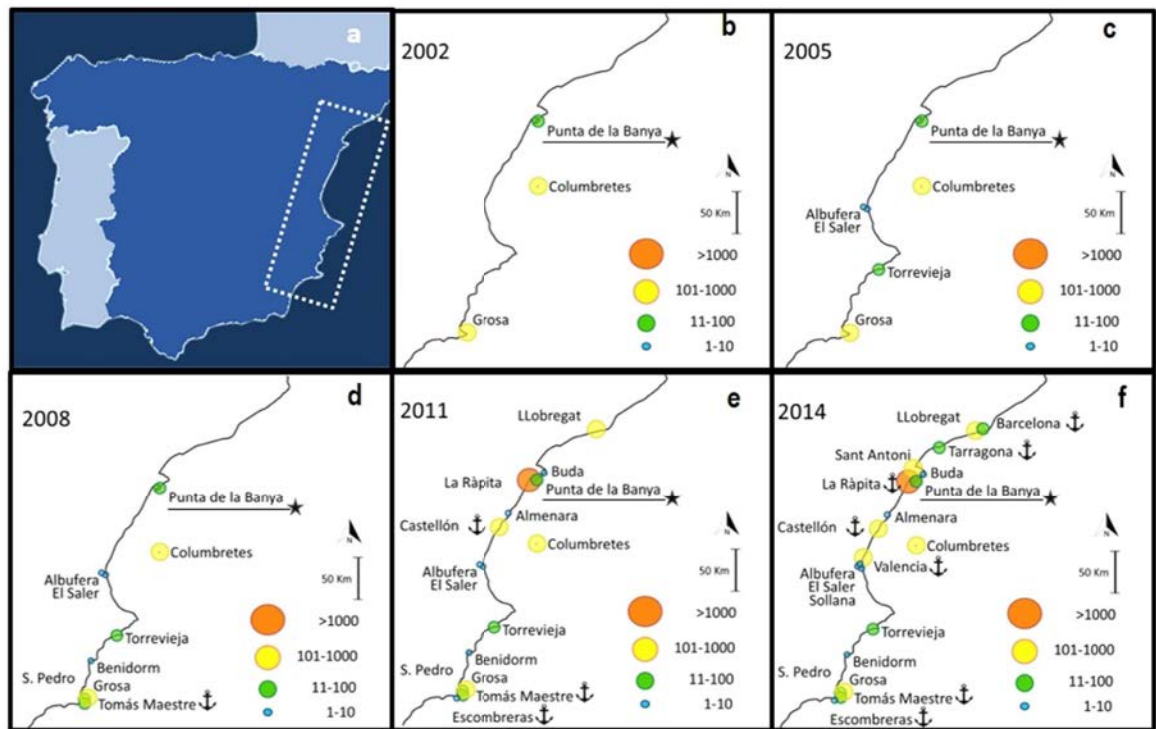 a
b
2002
Punta de la Banya
N
Columbretes
50 Km
>1000
101-1000
Grosa
11-100
1-10
c
2005
Punta de la Banya
N
Columbretes
50 Km
Albufera
El Saler
>1000
Torrevieja
101-1000
Grosa
11-100
1-10
d
2008
Punta de la Banya
N
Columbretes
50 Km
Albufera
El Saler
>1000
Torrevieja
101-1000
Benidorm
S. Pedro
Grosa
11-100
Tomás Maestre
1-10
e
2011
LLobregat
Buda
La Ràpita
Punta de la Banya
Almenara
N
Castellón
Columbretes
50 Km
Albufera
El Saler
>1000
Torrevieja
101-1000
Benidorm
S. Pedro
Grosa
11-100
Tomás Maestre
1-10
Escombreras
f
2014
LLobregat
Barcelona
Tarragona
Sant Antoni
Buda
La Ràpita
Punta de la Banya
Almenara
N
Castellón
Columbretes
50 Km
Valencia
Albufera
El Saler
Sollana
>1000
Torrevieja
101-1000
Benidorm
S. Pedro
Grosa
11-100
Tomás Maestre
1-10
Escombreras